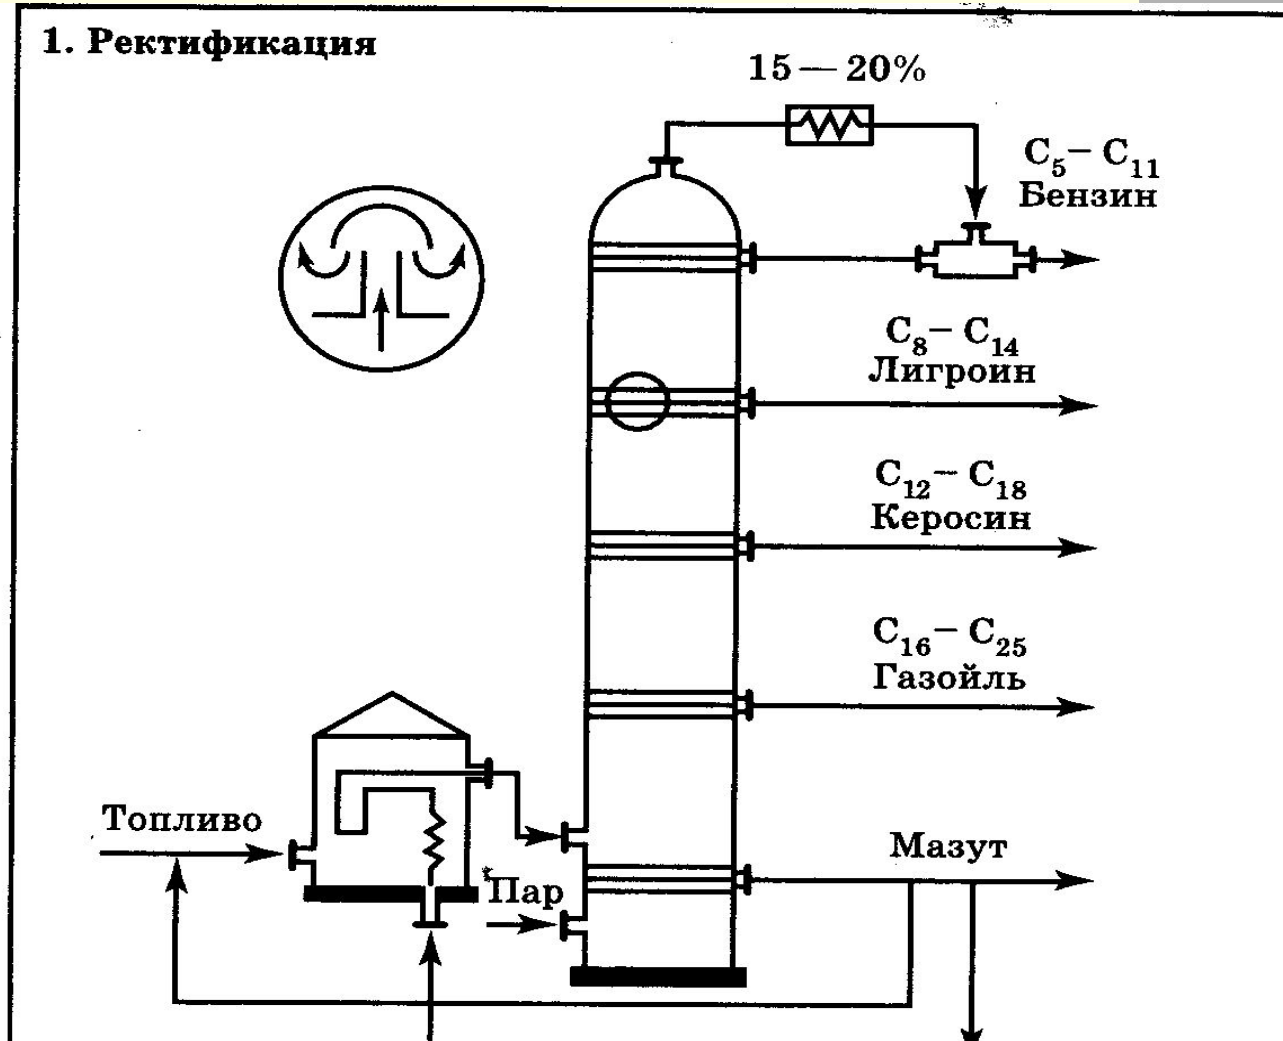 1. Ректификация
15 — 20%
C₅ — C₁₁
Бензин
C₈ — C₁₄
Лигроин
C₁₂ — C₁₈
Керосин
C₁₆ — C₂₅
Газойль
Топливо
Пар
Мазут